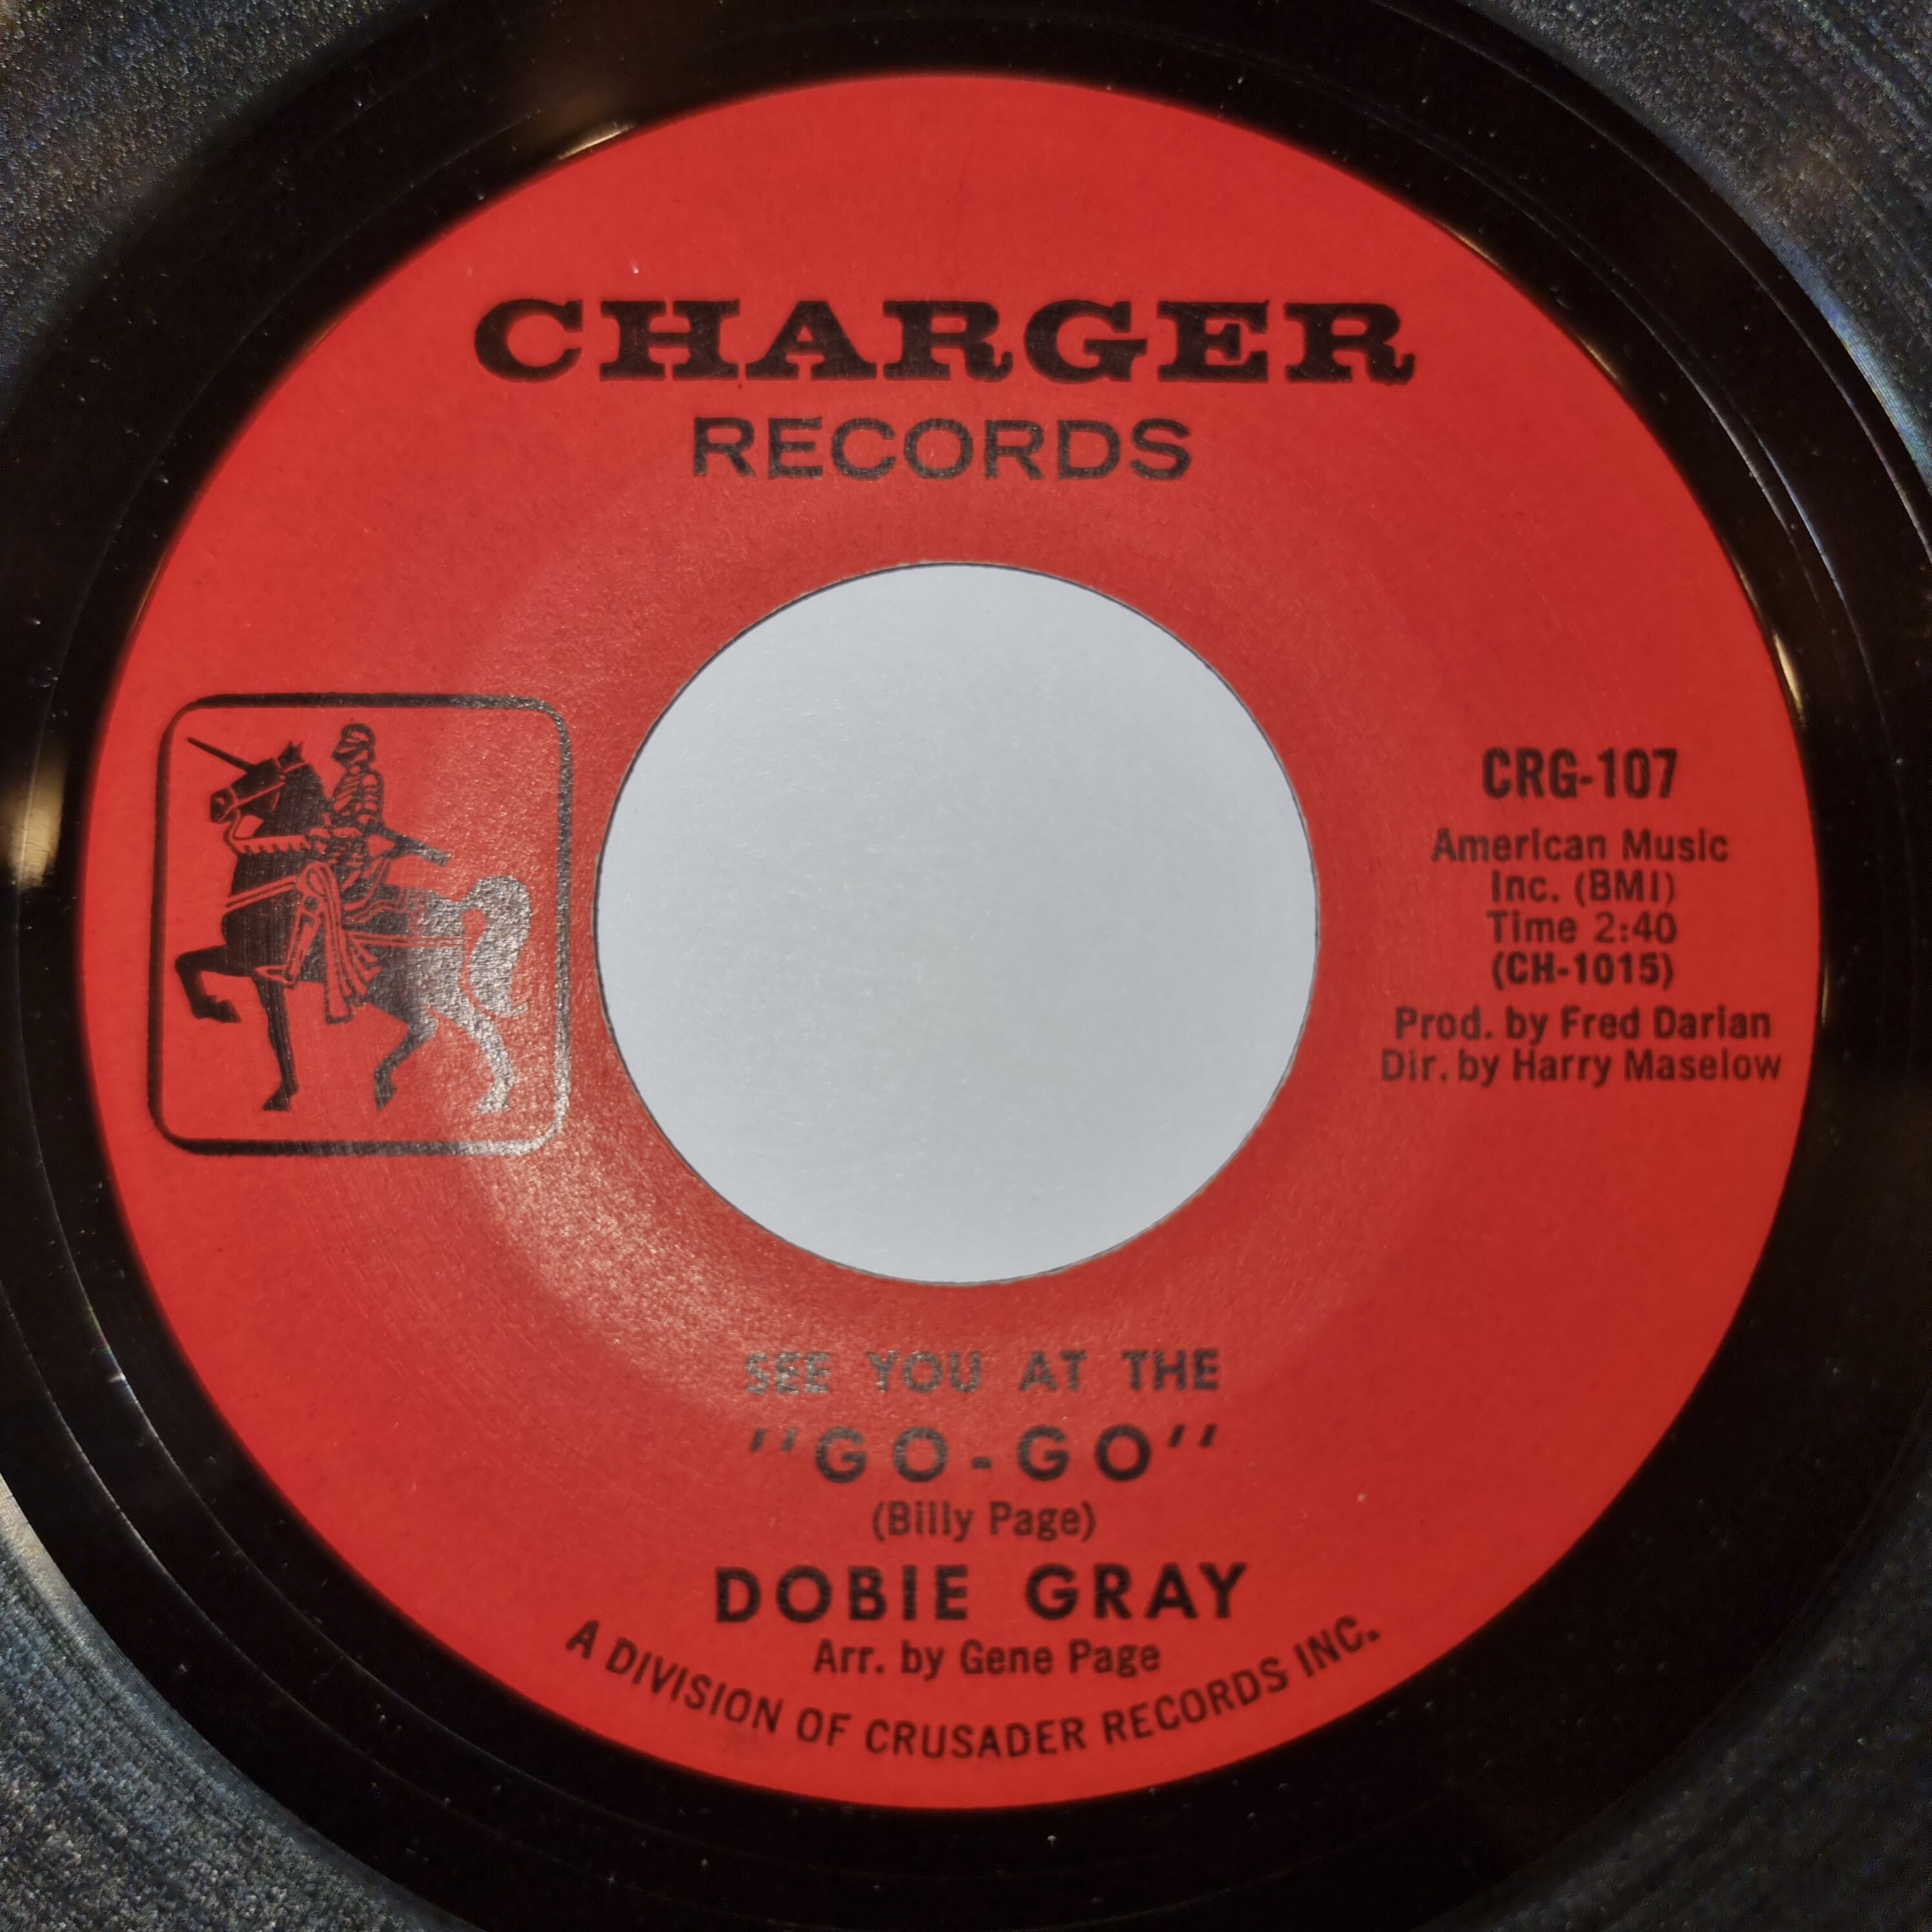 CHARGER
RECORDS
CRG-107
American Music
Inc. (BMI)
Time 2:40
(CH-1015)
Prod. by Fred Darian
Dir. by Harry Maselow
SEE YOU AT THE
"GO-GO"
(Billy Page)
DOBIE GRAY
Arr. by Gene Page
A DIVISION OF CRUSADER RECORDS INC.